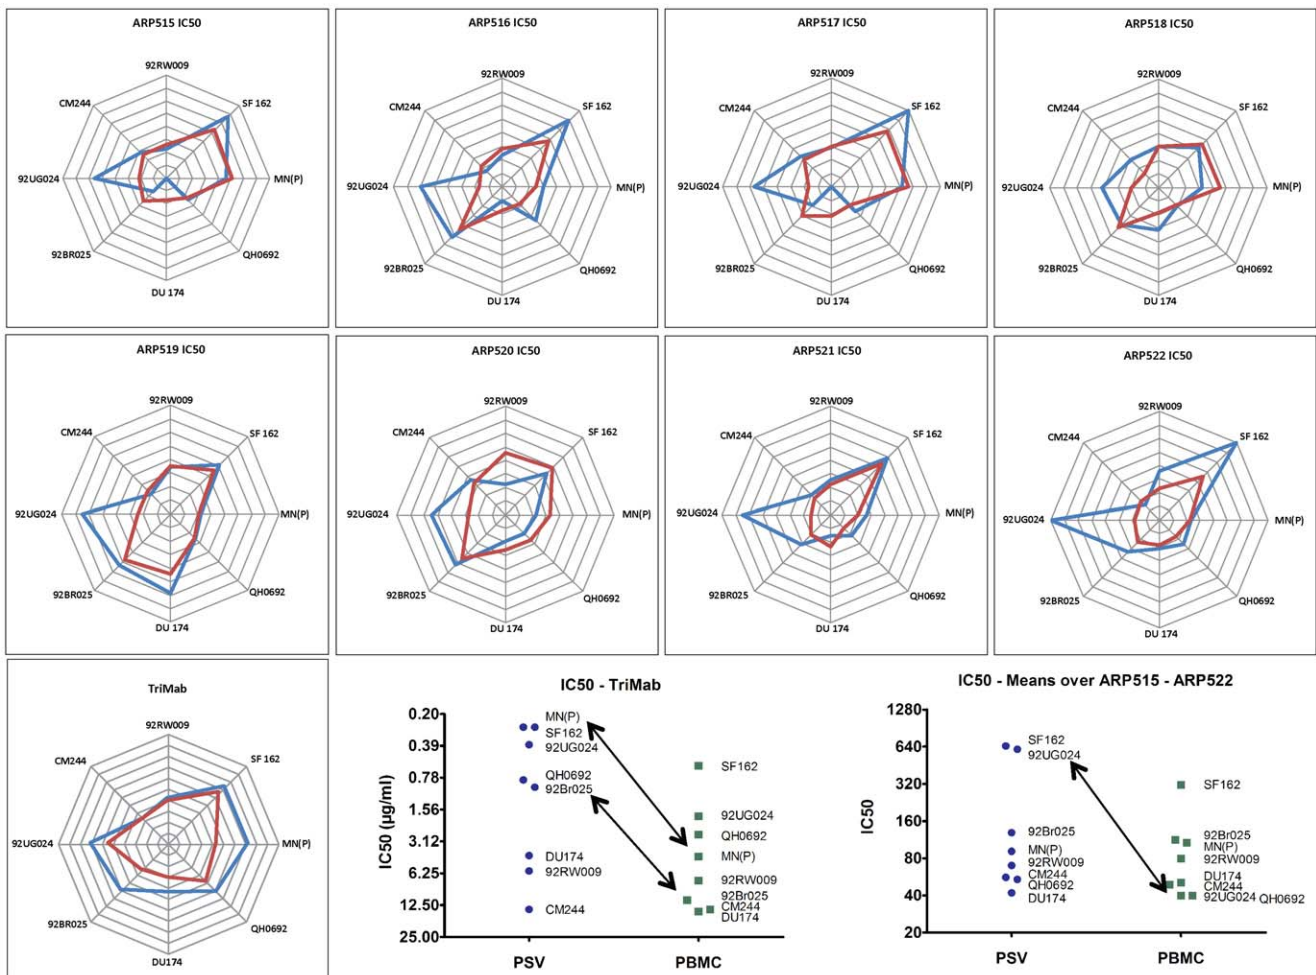 ARP515 IC50
92RW009
SF 162
MN(P)
QH0692
DU 174
92BR025
92UG024
CM244
ARP516 IC50
92RW009
SF 162
MN(P)
QH0692
DU 174
92BR025
92UG024
CM244
ARP517 IC50
92RW009
SF 162
MN(P)
QH0692
DU 174
92BR025
92UG024
CM244
ARP518 IC50
92RW009
SF 162
MN(P)
QH0692
DU 174
92BR025
92UG024
CM244
ARP519 IC50
92RW009
SF 162
MN(P)
QH0692
DU 174
92BR025
92UG024
CM244
ARP520 IC50
92RW009
SF 162
MN(P)
QH0692
DU 174
92BR025
92UG024
CM244
ARP521 IC50
92RW009
SF 162
MN(P)
QH0692
DU 174
92BR025
92UG024
CM244
ARP522 IC50
92RW009
SF 162
MN(P)
QH0692
DU 174
92BR025
92UG024
CM244
TriMab
92RW009
SF 162
MN(P)
QH0692
DU174
92BR025
92UG024
CM244
IC50 - TriMab
IC50 (µg/ml)
0.20
0.39
0.78
1.56
3.12
6.25
12.50
25.00
MN(P)
SF162
92UG024
QH0692
92Br025
DU174
92RW009
CM244
SF162
92UG024
QH0692
MN(P)
92RW009
92Br025
CM244
DU174
PSV
PBMC
IC50 - Means over ARP515 - ARP522
IC50
1280
640
320
160
80
40
20
SF162
92UG024
92Br025
MN(P)
92RW009
CM244
QH0692
DU174
SF162
92Br025
MN(P)
92RW009
DU174
CM244
92UG024 QH0692
PSV
PBMC